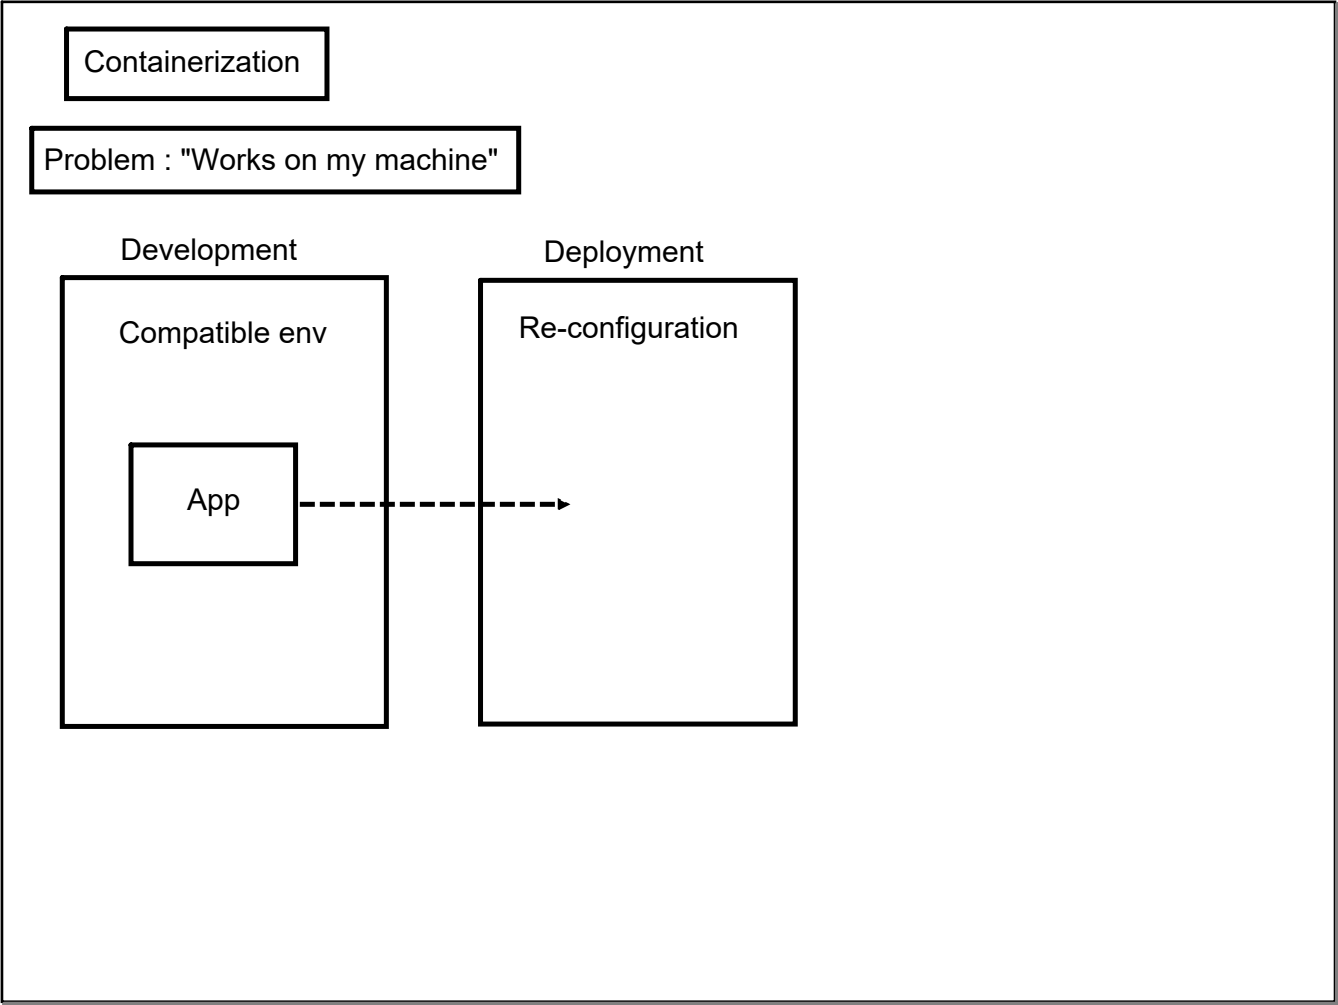 Containerization
Problem : "Works on my machine"
Development
Deployment
Compatible env
Re-configuration
App